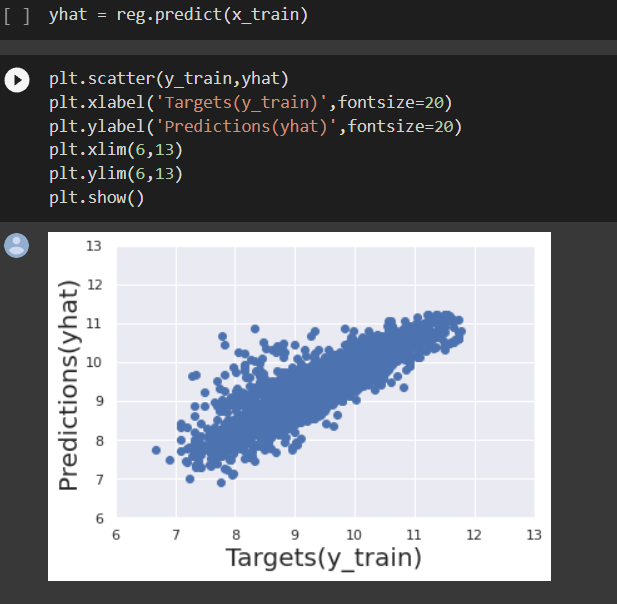 [ ] yhat = reg.predict(x_train)
plt.scatter(y_train,yhat)
plt.xlabel('Targets(y_train)',fontsize=20)
plt.ylabel('Predictions(yhat)',fontsize=20)
plt.xlim(6,13)
plt.ylim(6,13)
plt.show()
Predictions(yhat)
13
12
11
10
9
8
7
6
6 7 8 9 10 11 12 13
Targets(y_train)